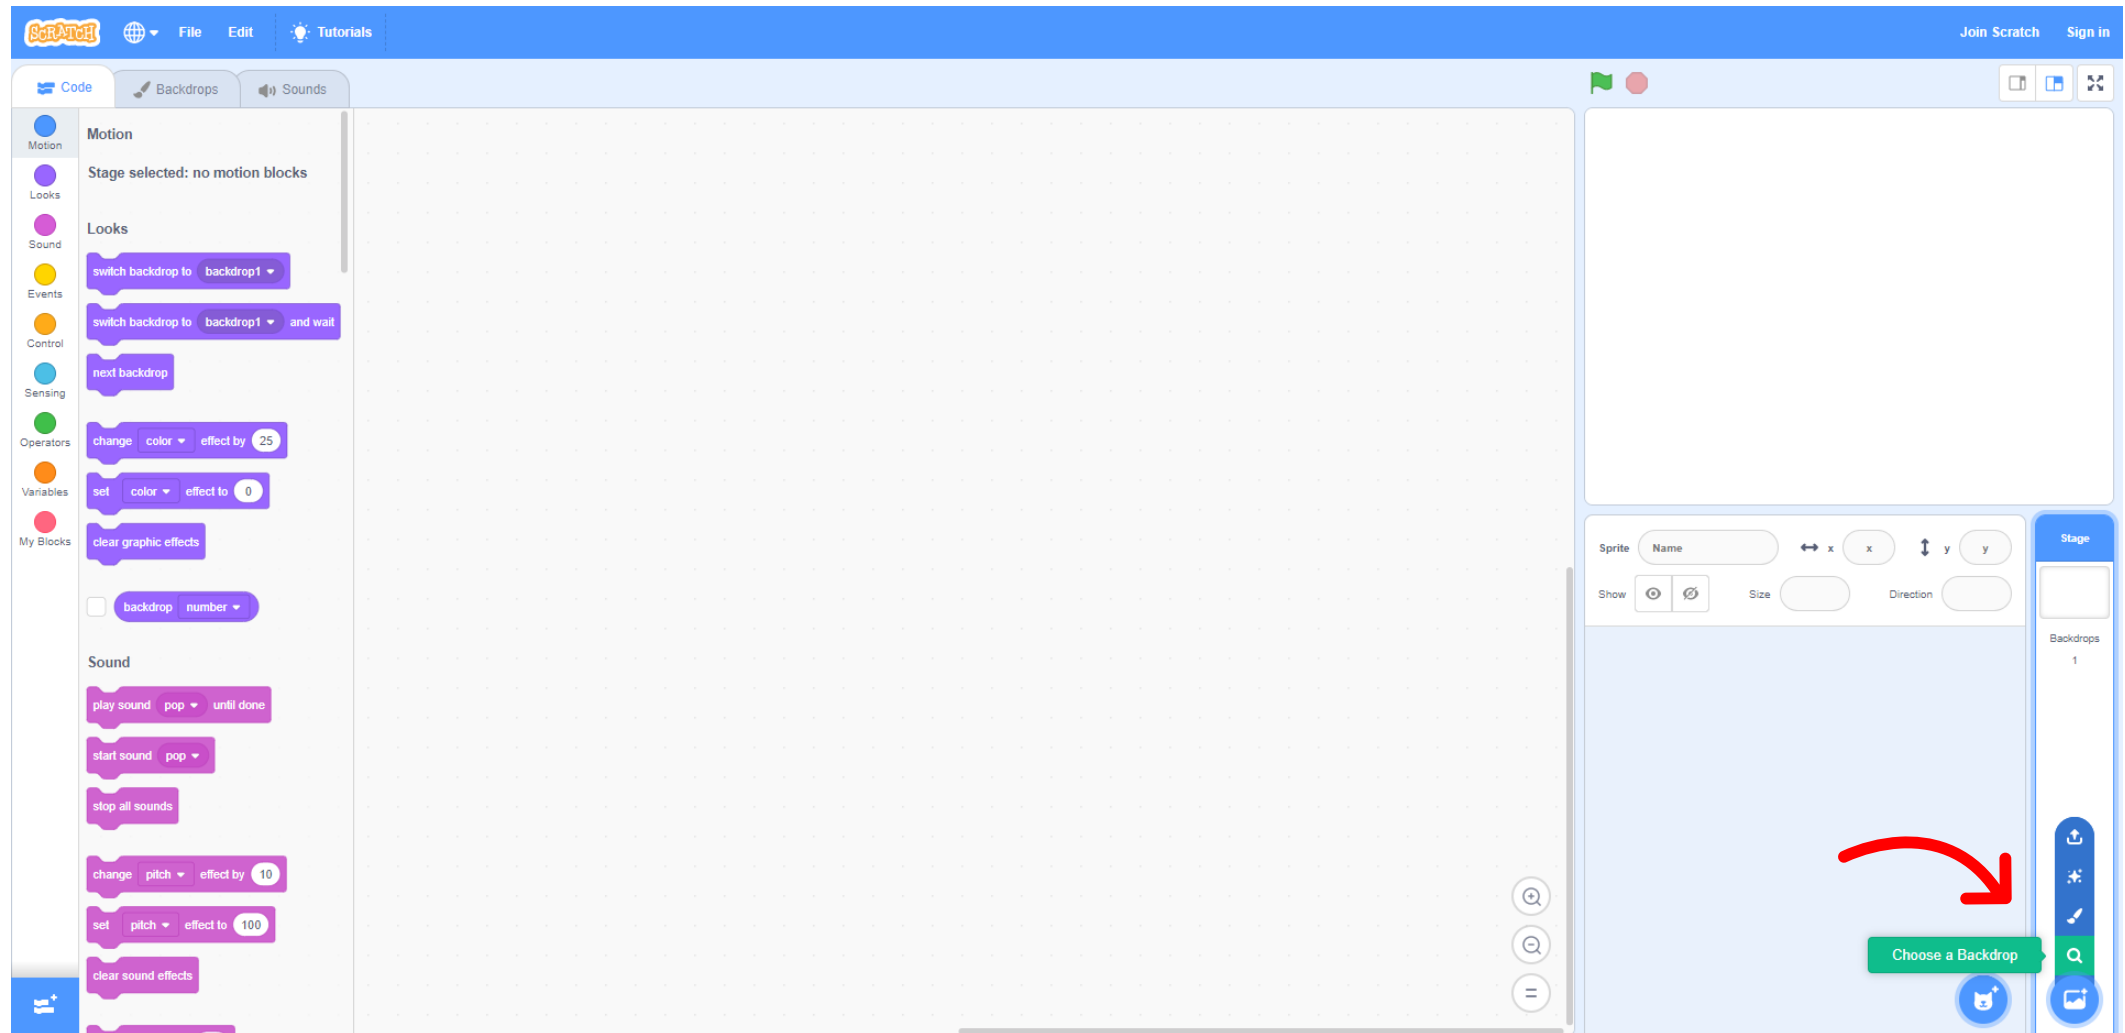 SCRATCH File Edit Tutorials Join Scratch Sign in
Code Backdrops Sounds
Motion
Looks
Sound
Events
Control
Sensing
Operators
Variables
My Blocks
Motion
Stage selected: no motion blocks
Looks
switch backdrop to backdrop1
switch backdrop to backdrop1 and wait
next backdrop
change color effect by 25
set color effect to 0
clear graphic effects
backdrop number
Sound
play sound pop until done
start sound pop
stop all sounds
change pitch effect by 10
set pitch effect to 100
clear sound effects
Sprite Name x x y y
Show Size Direction
Stage
Backdrops
1
Choose a Backdrop